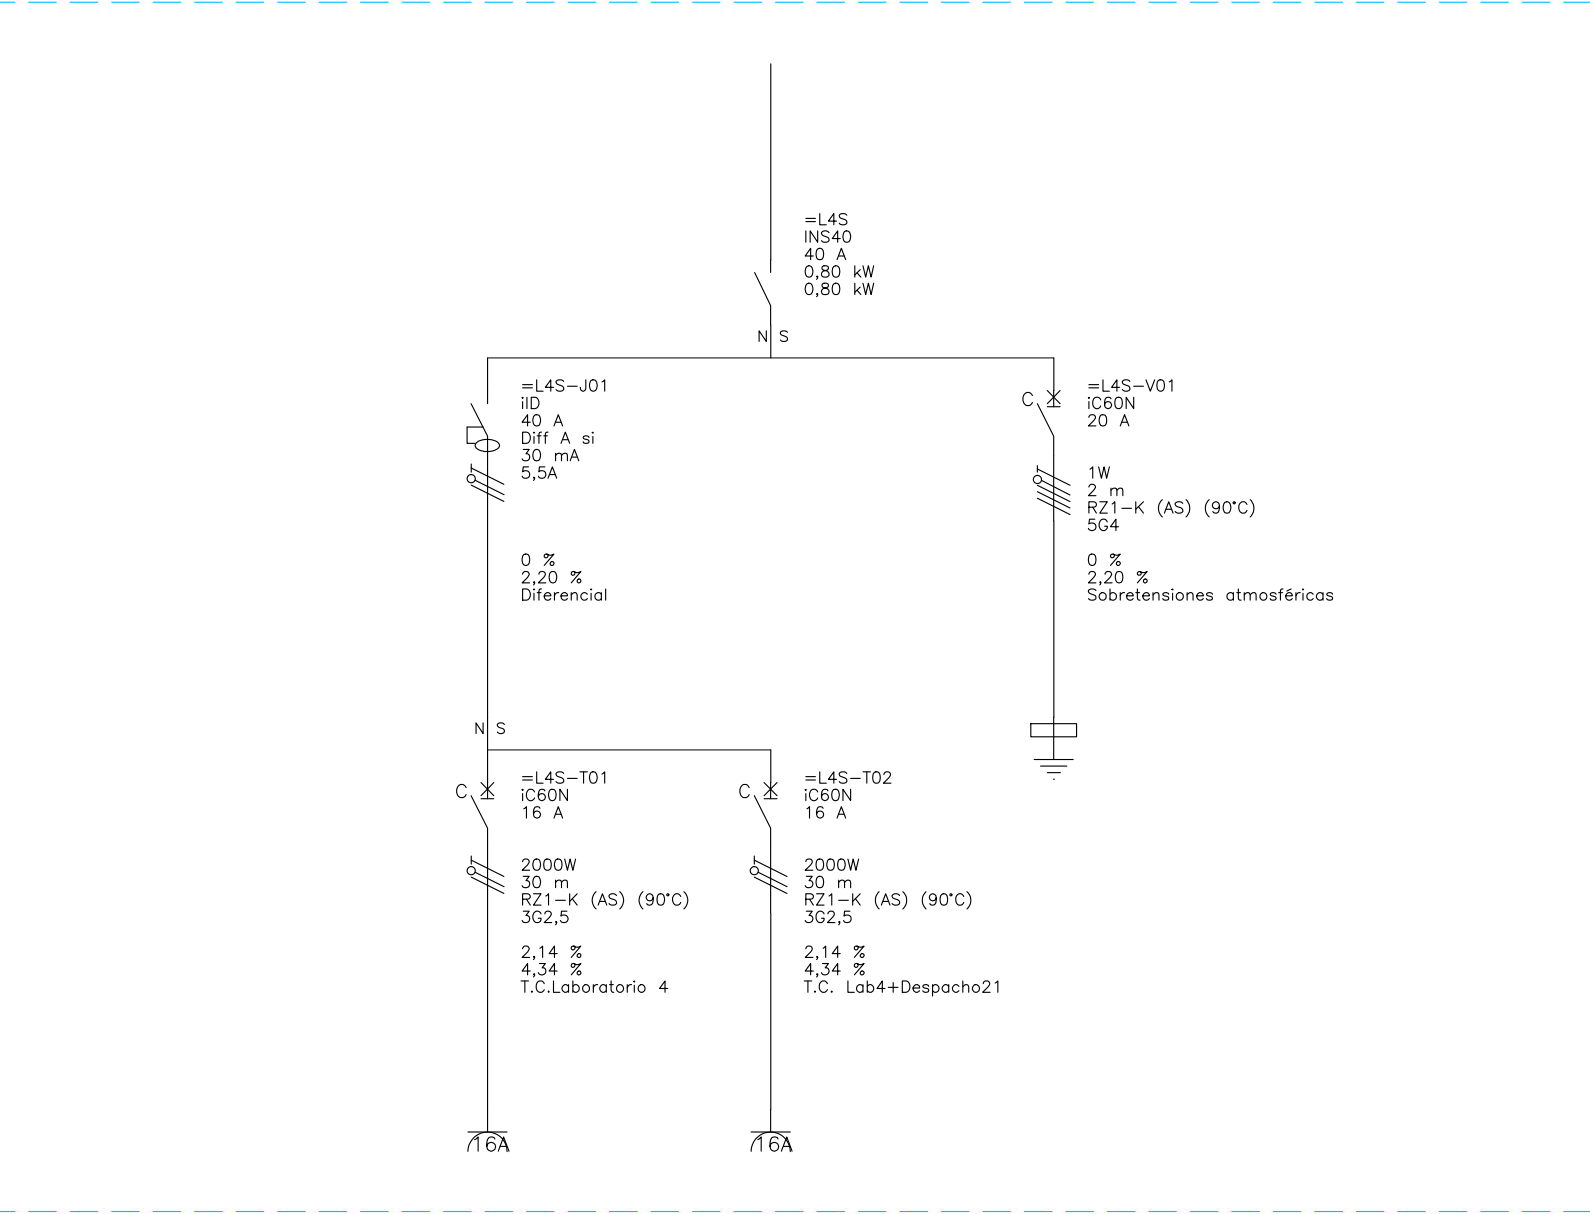 =L4S
INS40
40 A
0,80 kW
0,80 kW
N S
=L4S-J01
iID
40 A
Diff A si
30 mA
5,5A
0 %
2,20 %
Diferencial
C
=L4S-V01
iC60N
20 A
1W
2 m
RZ1-K (AS) (90°C)
5G4
0 %
2,20 %
Sobretensiones atmosféricas
N S
C
=L4S-T01
iC60N
16 A
2000W
30 m
RZ1-K (AS) (90°C)
3G2,5
2,14 %
4,34 %
T.C.Laboratorio 4
16A
C
=L4S-T02
iC60N
16 A
2000W
30 m
RZ1-K (AS) (90°C)
3G2,5
2,14 %
4,34 %
T.C. Lab4+Despacho21
16A